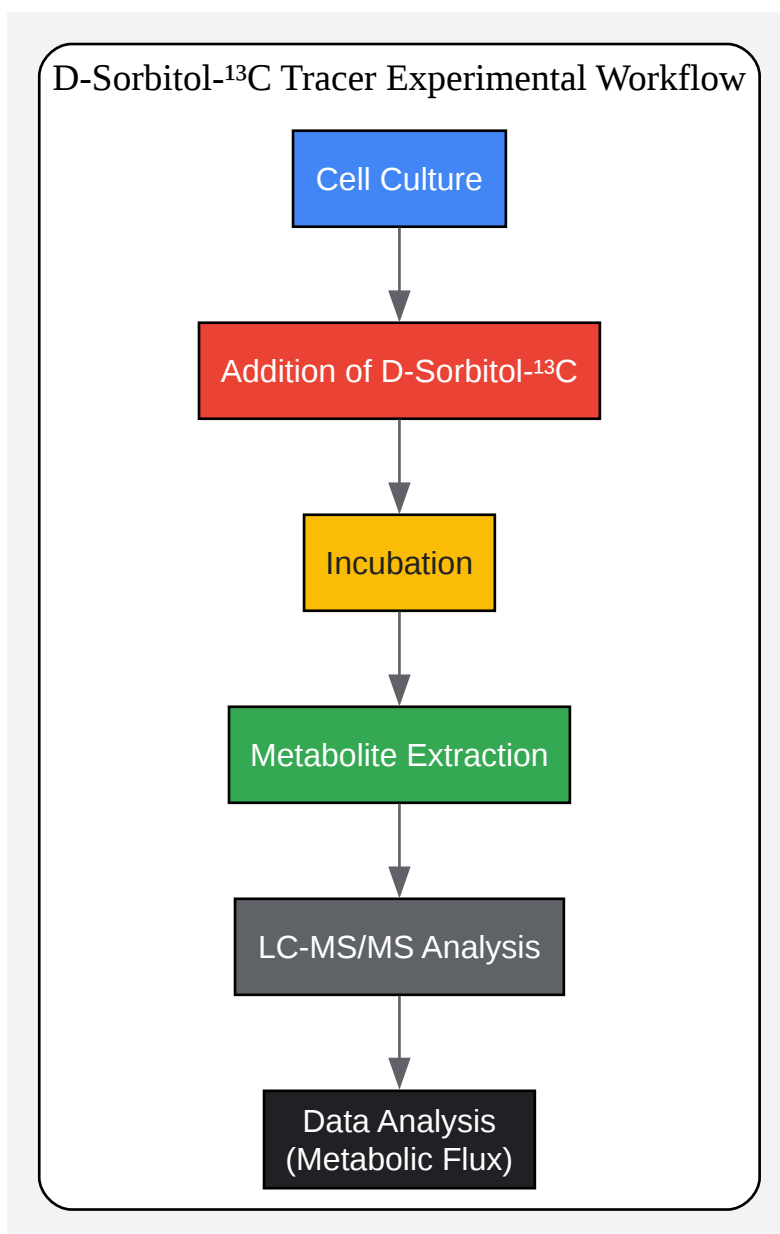 D-Sorbitol-¹³C Tracer Experimental Workflow
Cell Culture
Addition of D-Sorbitol-¹³C
Incubation
Metabolite Extraction
LC-MS/MS Analysis
Data Analysis
(Metabolic Flux)